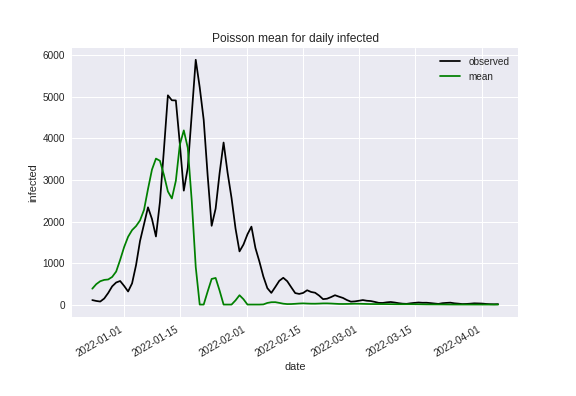 Poisson mean for daily infected
observed
mean
6000
5000
4000
3000
2000
1000
0
infected
2022-01-01
2022-01-15
2022-02-01
2022-02-15
2022-03-01
2022-03-15
2022-04-01
date